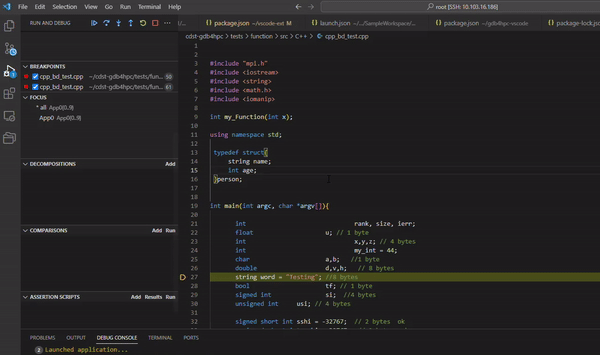 File Edit Selection View Go Run Terminal Help
root [SSH: 10.103.16.186]
RUN AND DEBUG
package.json ~/vscode-ext M
launch.json .../SampleWorkspace/...
package.json ~/gdb4hpc-vscode
package-lock.js
cdst-gdb4hpc > tests > function > src > C++ > cpp_bd_test.cpp
BREAKPOINTS
cpp_bd_test.cpp ~/cdst-gdb4hpc/tests/fun... 50
cpp_bd_test.cpp ~/cdst-gdb4hpc/tests/fun... 61
FOCUS
* all App0{0..9}
App0 App0{0..9}
DECOMPOSITIONS Add
COMPARISONS Add Run
ASSERTION SCRIPTS Add Results Run
1
2
3 #include "mpi.h"
4 #include <iostream>
5 #include <string>
6 #include <math.h>
7 #include <iomanip>
8
9 int my_Function(int x);
10
11 using namespace std;
12
13 typedef struct{
14 string name;
15 int age;
16 }person;
17
18
19 int main(int argc, char *argv[]){
20
21 int rank, size, ierr;
22 float u; // 1 byte
23 int x,y,z; // 4 bytes
24 int my_int = 44;
25 char a,b; //1 byte
26 double d,v,h; // 8 bytes
27 string word = "Testing"; //8 bytes
28 bool tf; // 1 byte
29 signed int si; //4 bytes
30 unsigned int usi; // 4 bytes
31
32 signed short int sshi = -32767; // 2 bytes ok
PROBLEMS OUTPUT DEBUG CONSOLE TERMINAL PORTS
2 Launched application...